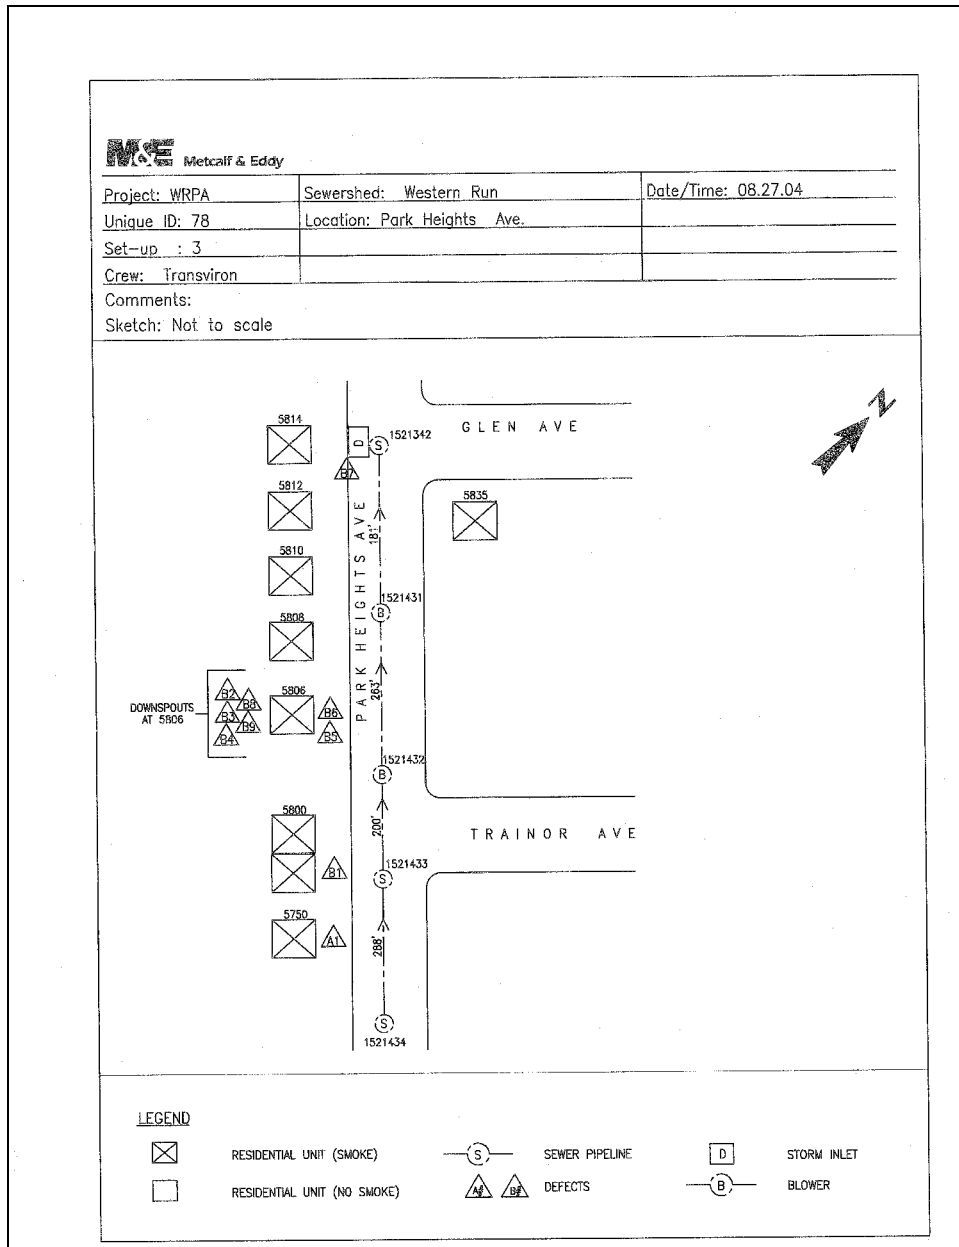 M&E Metcalf & Eddy
Project: WRPA
Sewershed: Western Run
Date/Time: 08.27.04
Unique ID: 78
Location: Park Heights Ave.
Set-up : 3
Crew: Transviron
Comments:
Sketch: Not to scale
N
GLEN AVE
5814
D
S
1521342
B7
5812
5835
181'
PARK HEIGHTS AVE
5810
1521431
B
5808
263'
DOWNSPOUTS
AT 5806
B2
B8
B3
B9
B4
5806
B6
B5
1521432
B
5800
200'
TRAINOR AVE
B1
1521433
S
5750
A1
288'
S
1521434
LEGEND
RESIDENTIAL UNIT (SMOKE)
S
SEWER PIPELINE
D
STORM INLET
RESIDENTIAL UNIT (NO SMOKE)
A#
B#
DEFECTS
B
BLOWER